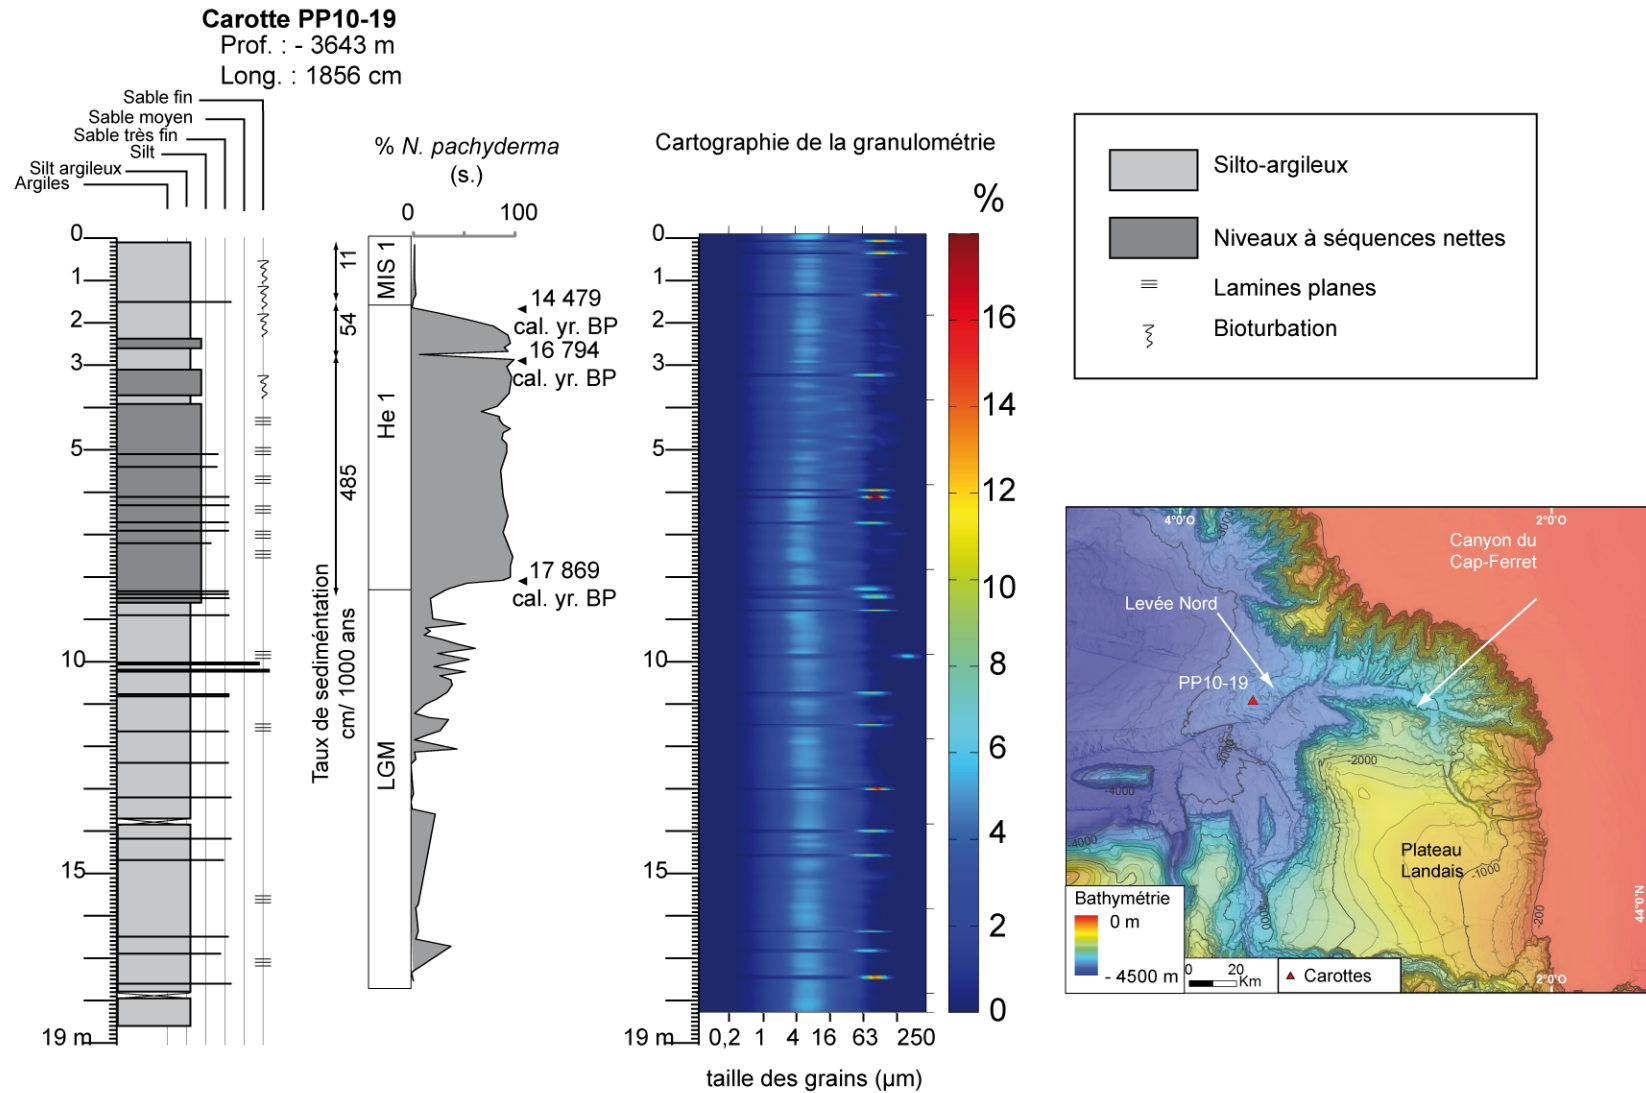 Carotte PP10-19
Prof. : - 3643 m
Long. : 1856 cm
Sable fin
Sable moyen
Sable très fin
Silt
Silt argileux
Argiles
0
1
2
3
5
10
15
19 m
% N. pachyderma
(s.)
0 100
Taux de sediméntation
cm/ 1000 ans
11
54
485
MIS 1
He 1
LGM
14 479
cal. yr. BP
16 794
cal. yr. BP
17 869
cal. yr. BP
Cartographie de la granulométrie
0
1
2
3
5
10
15
19 m
0,2 1 4 16 63 250
taille des grains (µm)
%
16
14
12
10
8
6
4
2
0
Silto-argileux
Niveaux à séquences nettes
Lamines planes
Bioturbation
4°0'O
2°0'O
Canyon du
Cap-Ferret
Levée Nord
PP10-19
-2000
-4000
-4000
-4000
Plateau
Landais
-1000
-200
44°0'N
2°0'O
Bathymétrie
0 m
- 4500 m
0 20
Km
Carottes